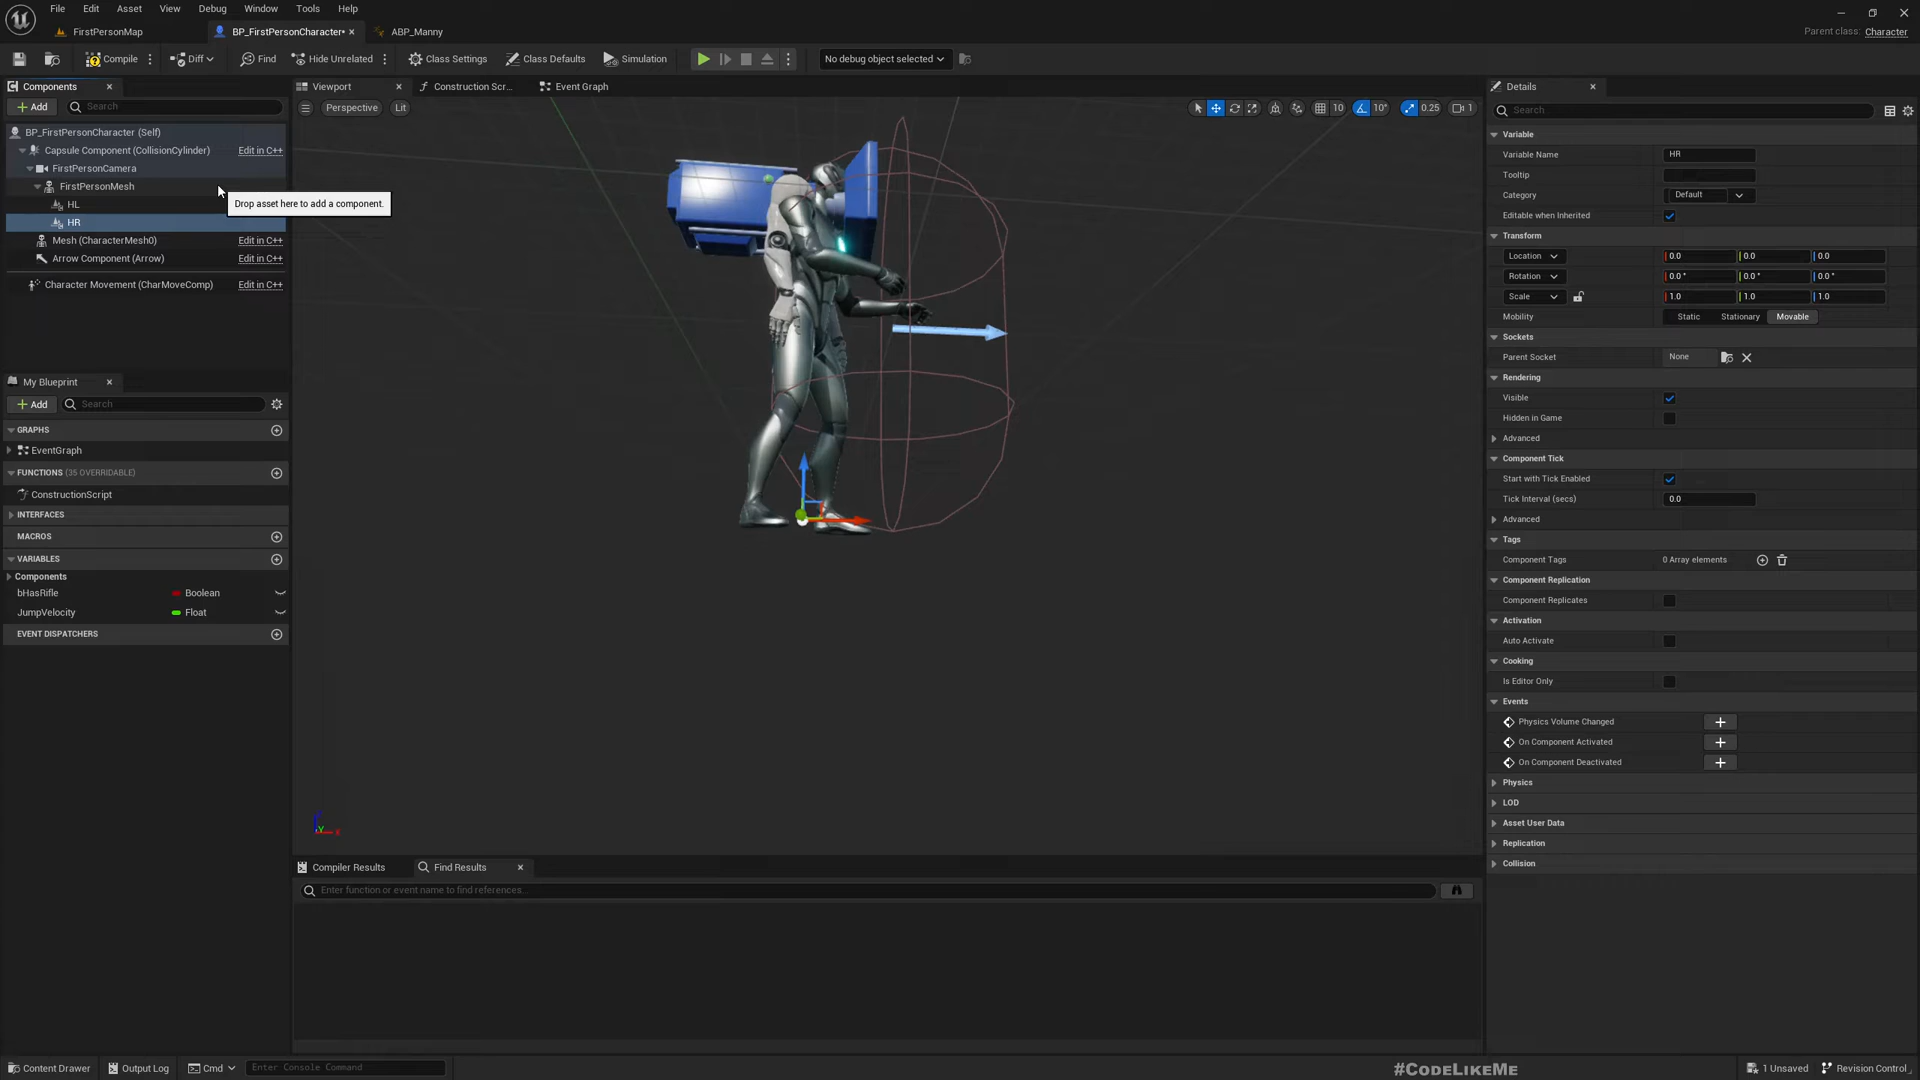 File Edit Asset View Debug Window Tools Help
FirstPersonMap BP_FirstPersonCharacter• ABP_Manny
Parent class: Character
Compile Diff Find Hide Unrelated Class Settings Class Defaults Simulation No debug object selected
Components
Add Search
BP_FirstPersonCharacter (Self)
Capsule Component (CollisionCylinder) Edit in C++
FirstPersonCamera
FirstPersonMesh
HL
HR
Mesh (CharacterMesh0) Edit in C++
Arrow Component (Arrow) Edit in C++
Character Movement (CharMoveComp) Edit in C++
Drop asset here to add a component.
My Blueprint
Add Search
GRAPHS
EventGraph
FUNCTIONS (35 OVERRIDABLE)
ConstructionScript
INTERFACES
MACROS
VARIABLES
Components
bHasRifle Boolean
JumpVelocity Float
EVENT DISPATCHERS
Viewport Construction Scr... Event Graph
Perspective Lit
10 10° 0.25 1
Z Y X
Compiler Results Find Results
Enter function or event name to find references...
Details
Search
Variable
Variable Name HR
Tooltip
Category Default
Editable when Inherited
Transform
Location 0.0 0.0 0.0
Rotation 0.0 ° 0.0 ° 0.0 °
Scale 1.0 1.0 1.0
Mobility Static Stationary Movable
Sockets
Parent Socket None
Rendering
Visible
Hidden in Game
Advanced
Component Tick
Start with Tick Enabled
Tick Interval (secs) 0.0
Advanced
Tags
Component Tags 0 Array elements
Component Replication
Component Replicates
Activation
Auto Activate
Cooking
Is Editor Only
Events
Physics Volume Changed
On Component Activated
On Component Deactivated
Physics
LOD
Asset User Data
Replication
Collision
Content Drawer Output Log Cmd Enter Console Command
#CodeLikeMe
1 Unsaved Revision Control